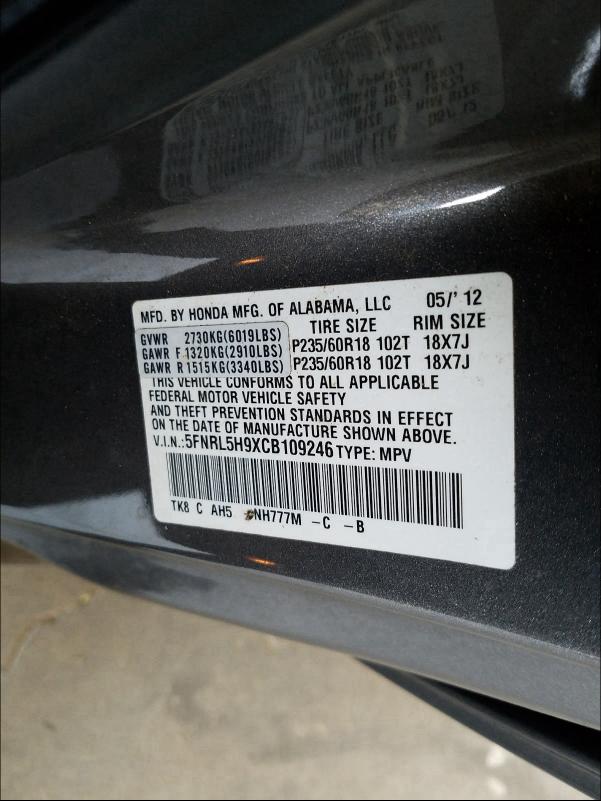 MFD. BY HONDA MFG. OF ALABAMA, LLC 05/'12
TIRE SIZE RIM SIZE
GVWR 2730KG(6019LBS)
GAWR F 1320KG(2910LBS) P235/60R18 102T 18X7J
GAWR R 1515KG(3340LBS) P235/60R18 102T 18X7J
THIS VEHICLE CONFORMS TO ALL APPLICABLE
FEDERAL MOTOR VEHICLE SAFETY
AND THEFT PREVENTION STANDARDS IN EFFECT
ON THE DATE OF MANUFACTURE SHOWN ABOVE.
V.I.N.:5FNRL5H9XCB109246 TYPE: MPV
TK8 C AH5 NH777M -C -B